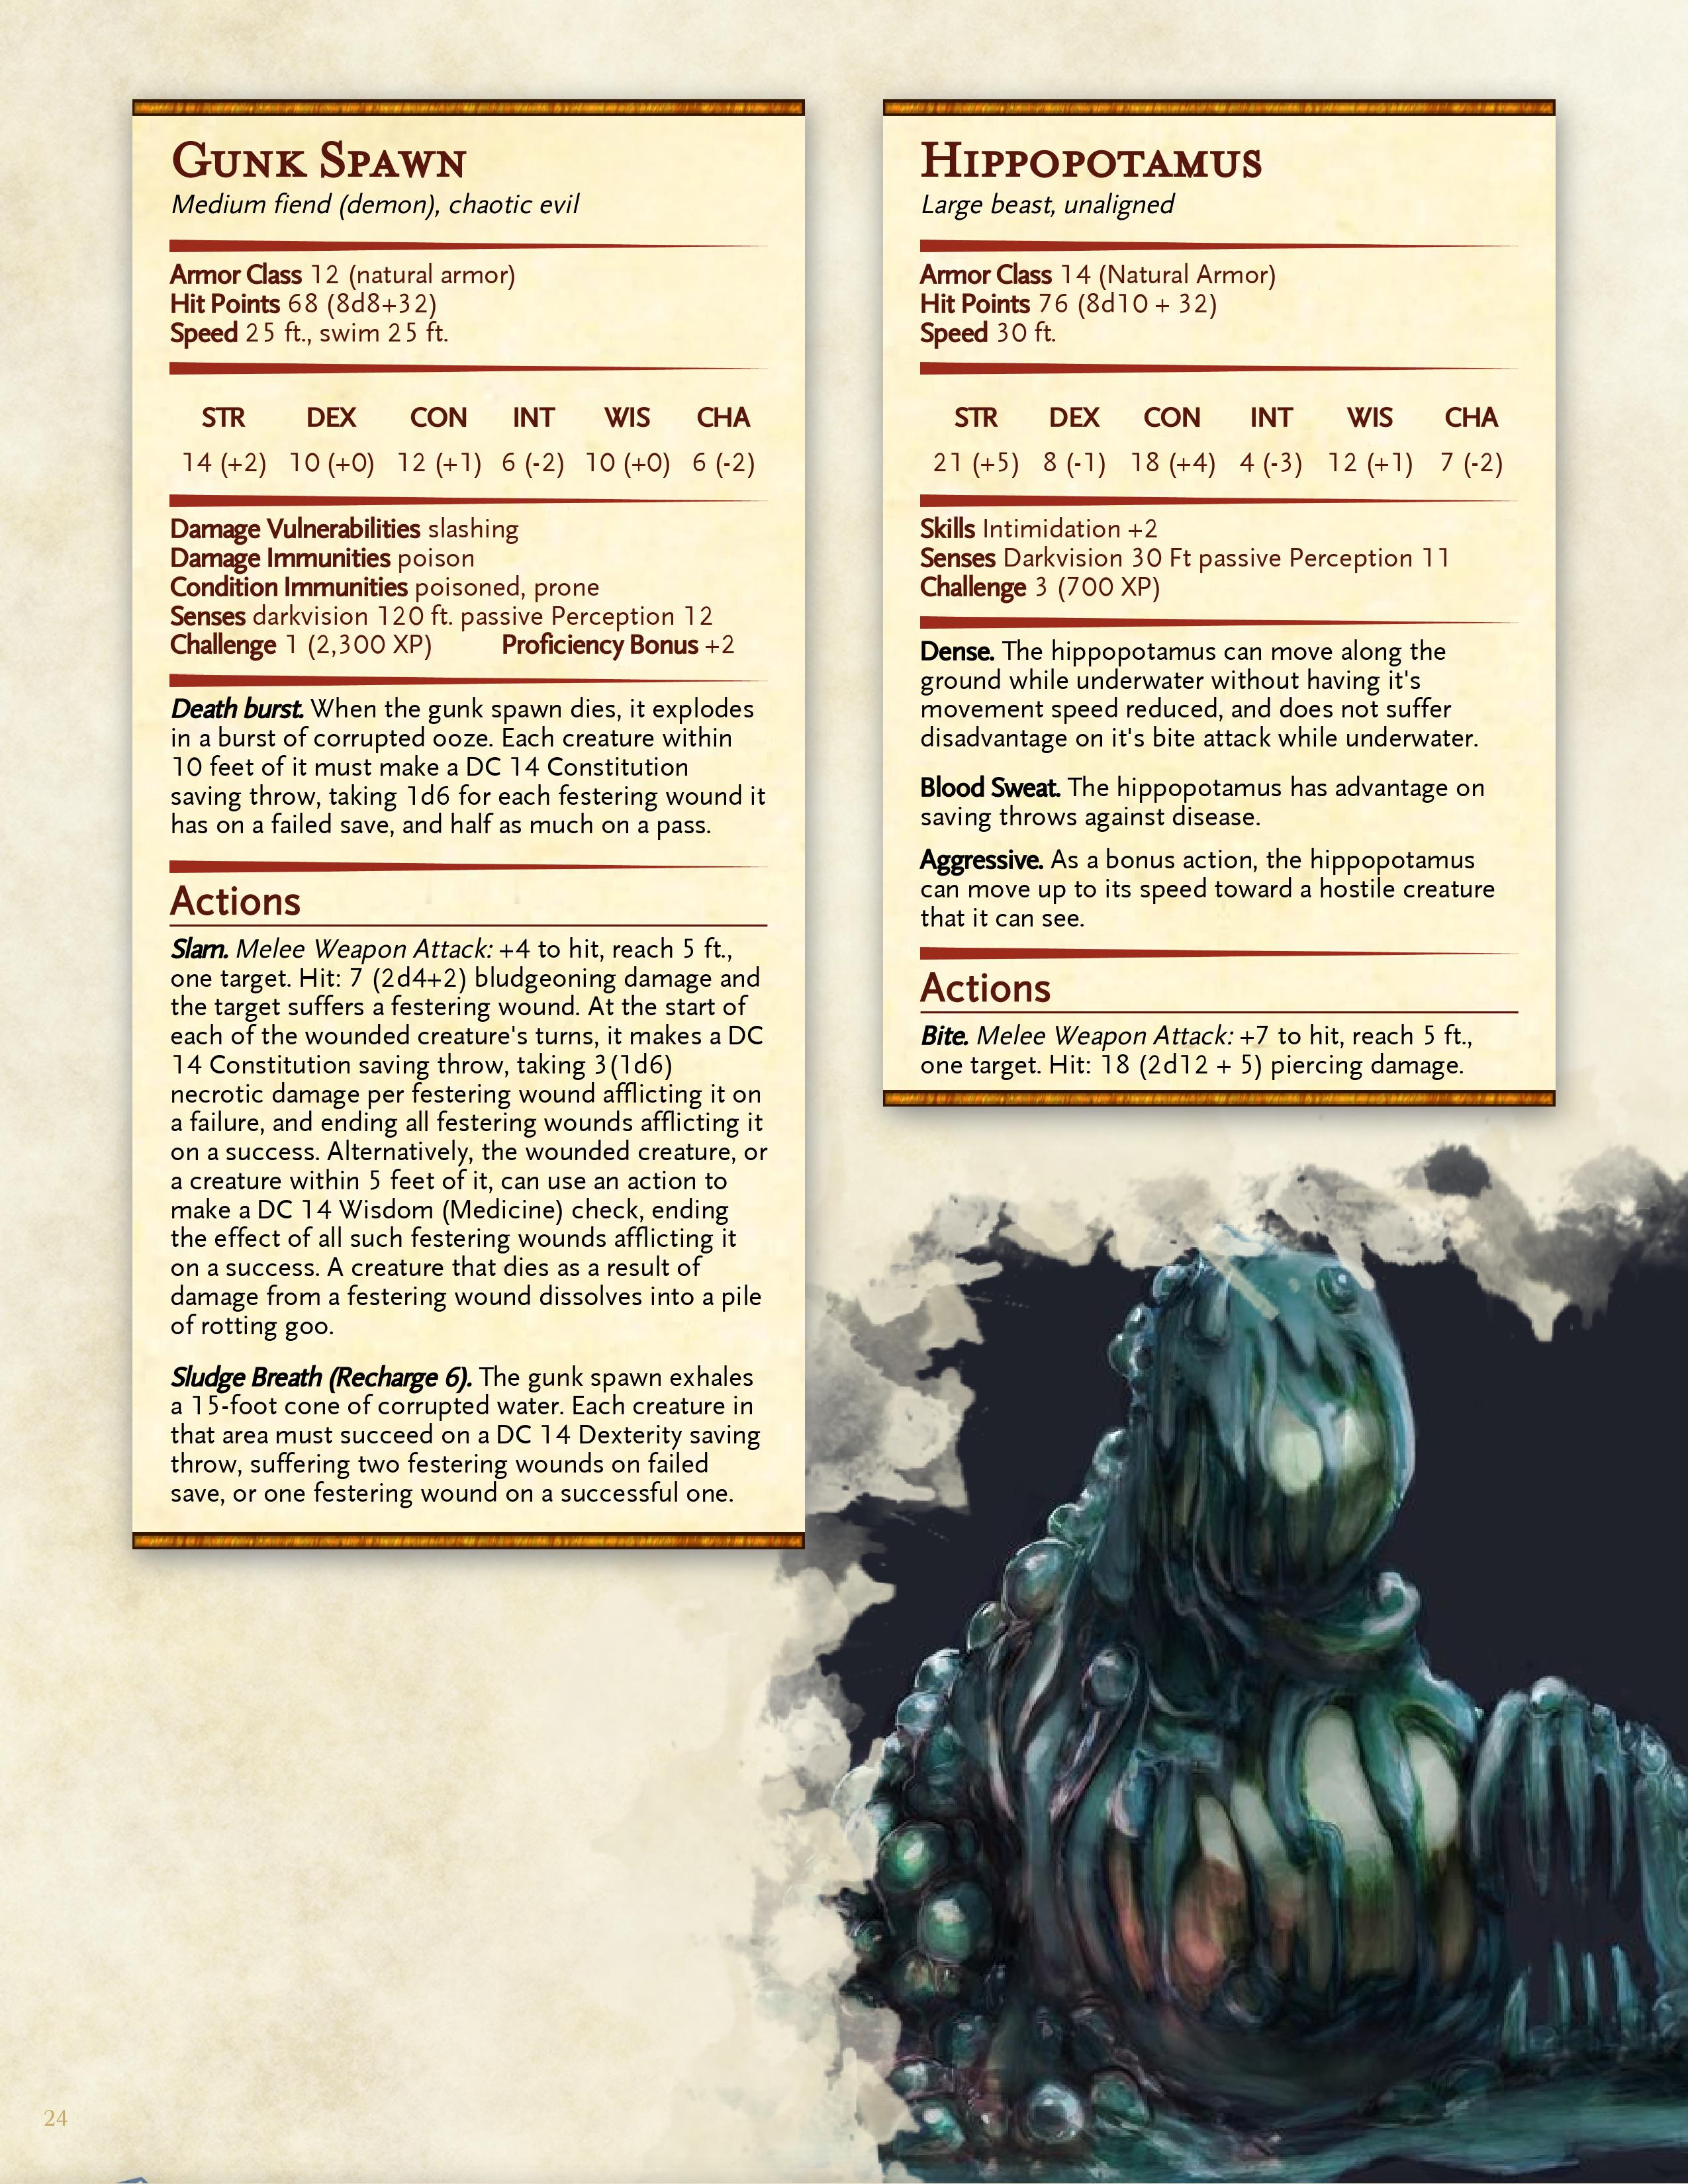 Gunk Spawn
Medium fiend (demon), chaotic evil
Armor Class 12 (natural armor)
Hit Points 68 (8d8+32)
Speed 25 ft., swim 25 ft.
STR DEX CON INT WIS CHA
14 (+2) 10 (+0) 12 (+1) 6 (-2) 10 (+0) 6 (-2)
Damage Vulnerabilities slashing
Damage Immunities poison
Condition Immunities poisoned, prone
Senses darkvision 120 ft. passive Perception 12
Challenge 1 (2,300 XP) Proficiency Bonus +2
Death burst. When the gunk spawn dies, it explodes
in a burst of corrupted ooze. Each creature within
10 feet of it must make a DC 14 Constitution
saving throw, taking 1d6 for each festering wound it
has on a failed save, and half as much on a pass.
Actions
Slam. Melee Weapon Attack: +4 to hit, reach 5 ft.,
one target. Hit: 7 (2d4+2) bludgeoning damage and
the target suffers a festering wound. At the start of
each of the wounded creature's turns, it makes a DC
14 Constitution saving throw, taking 3(1d6)
necrotic damage per festering wound afflicting it on
a failure, and ending all festering wounds afflicting it
on a success. Alternatively, the wounded creature, or
a creature within 5 feet of it, can use an action to
make a DC 14 Wisdom (Medicine) check, ending
the effect of all such festering wounds afflicting it
on a success. A creature that dies as a result of
damage from a festering wound dissolves into a pile
of rotting goo.
Sludge Breath (Recharge 6). The gunk spawn exhales
a 15-foot cone of corrupted water. Each creature in
that area must succeed on a DC 14 Dexterity saving
throw, suffering two festering wounds on failed
save, or one festering wound on a successful one.
Hippopotamus
Large beast, unaligned
Armor Class 14 (Natural Armor)
Hit Points 76 (8d10 + 32)
Speed 30 ft.
STR DEX CON INT WIS CHA
21 (+5) 8 (-1) 18 (+4) 4 (-3) 12 (+1) 7 (-2)
Skills Intimidation +2
Senses Darkvision 30 Ft passive Perception 11
Challenge 3 (700 XP)
Dense. The hippopotamus can move along the
ground while underwater without having it's
movement speed reduced, and does not suffer
disadvantage on it's bite attack while underwater.
Blood Sweat. The hippopotamus has advantage on
saving throws against disease.
Aggressive. As a bonus action, the hippopotamus
can move up to its speed toward a hostile creature
that it can see.
Actions
Bite. Melee Weapon Attack: +7 to hit, reach 5 ft.,
one target. Hit: 18 (2d12 + 5) piercing damage.
24